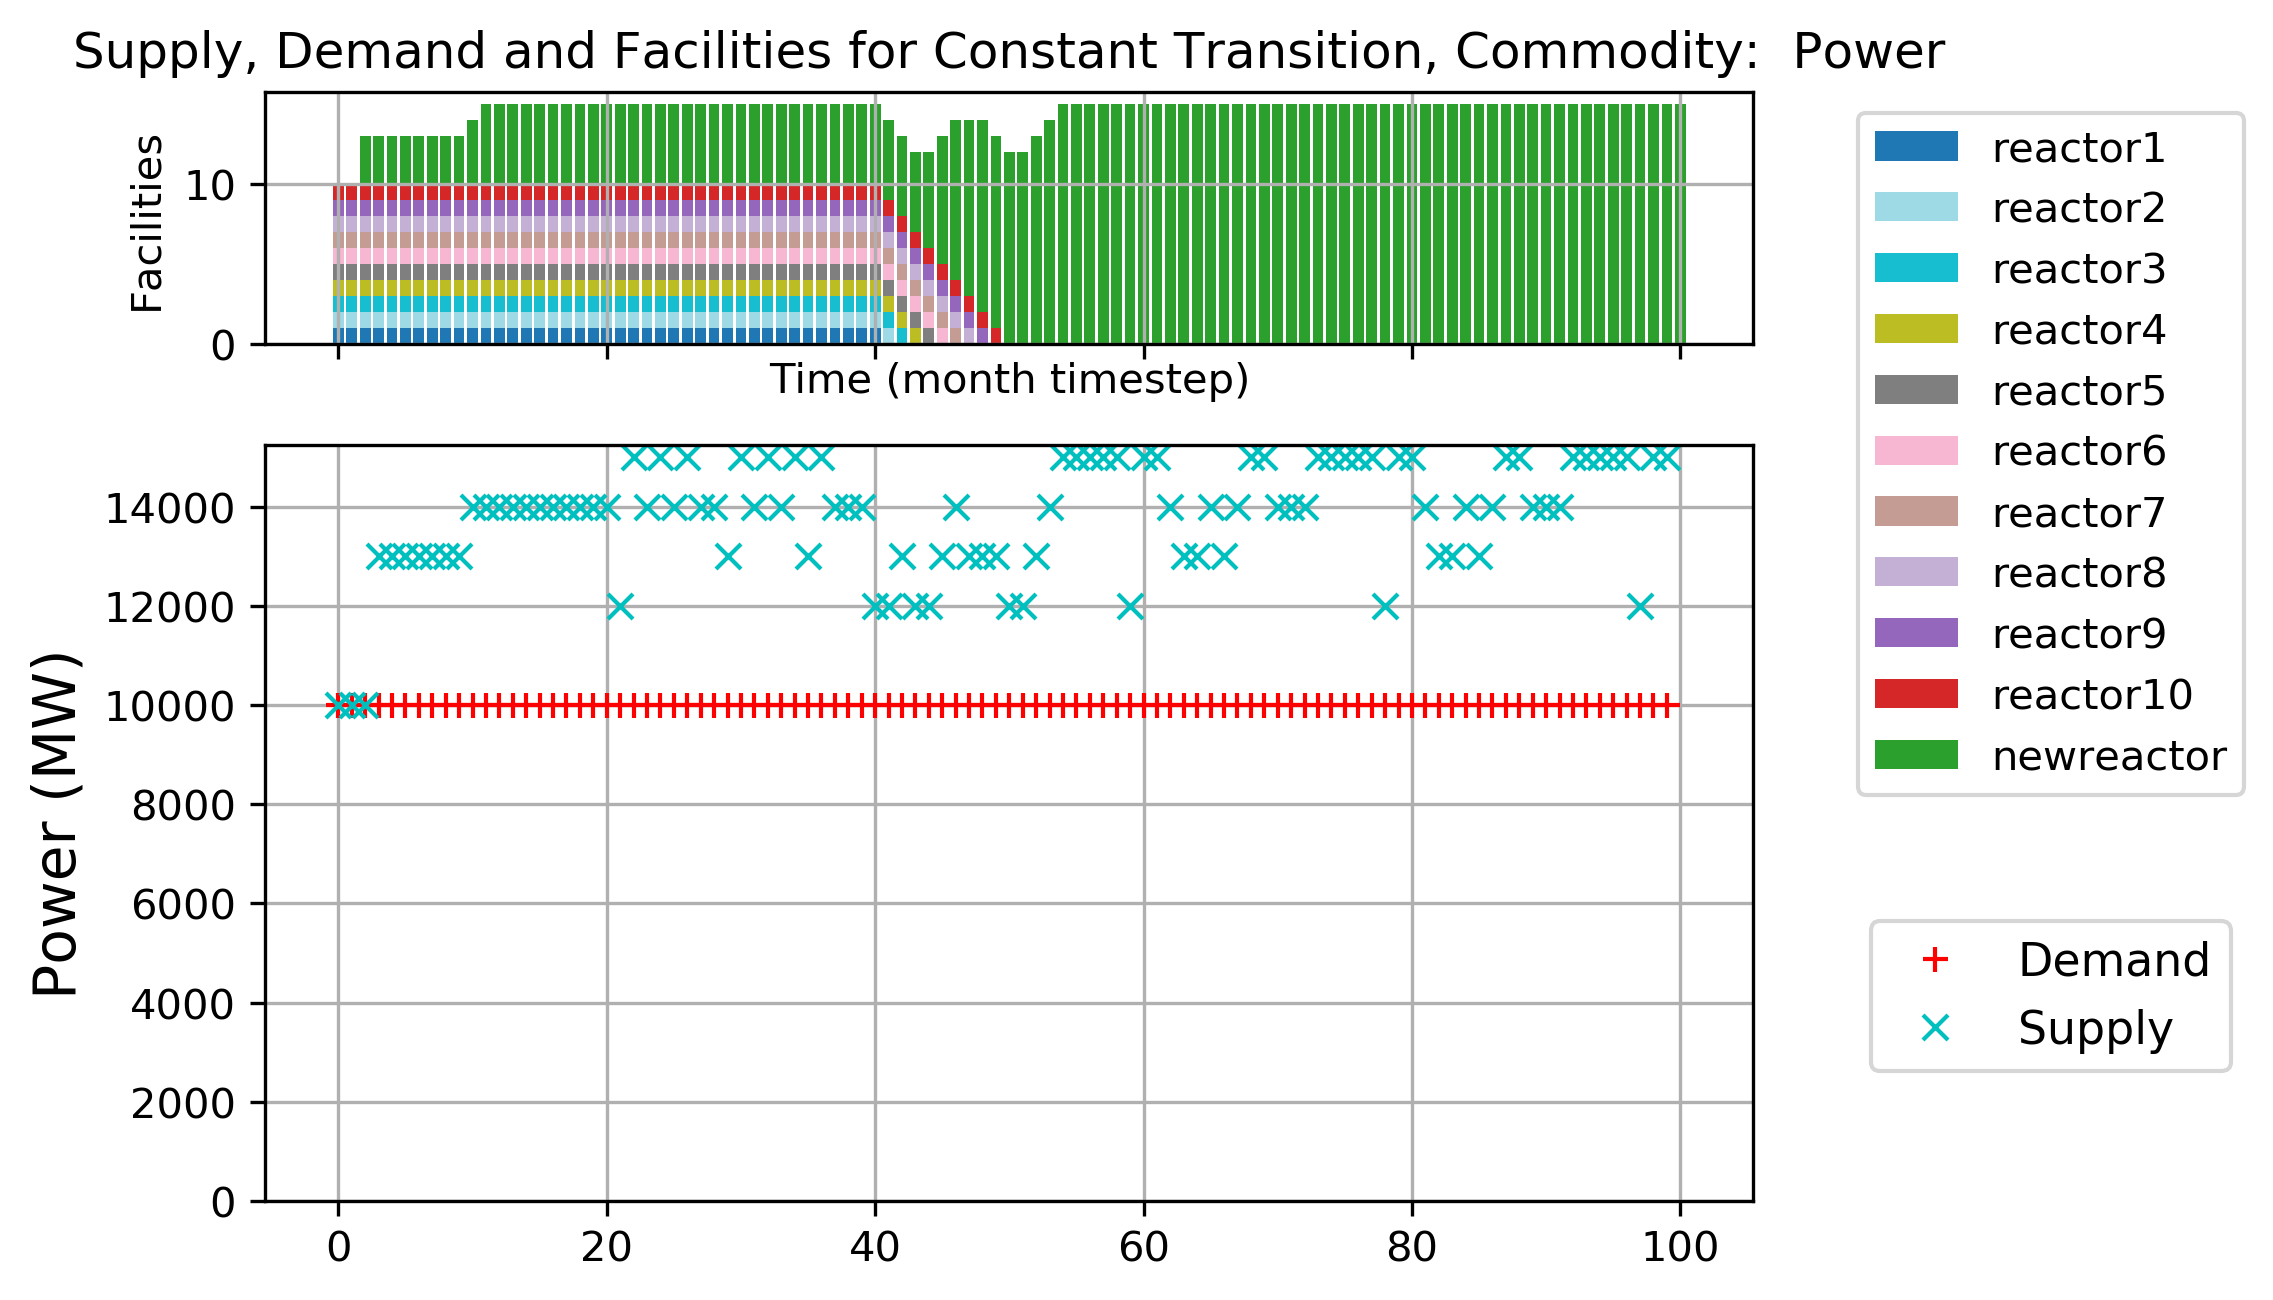 Supply, Demand and Facilities for Constant Transition, Commodity:  Power
Facilities
10
0
Time (month timestep)
reactor1
reactor2
reactor3
reactor4
reactor5
reactor6
reactor7
reactor8
reactor9
reactor10
newreactor
Power (MW)
14000
12000
10000
8000
6000
4000
2000
0
0 20 40 60 80 100
Demand
Supply